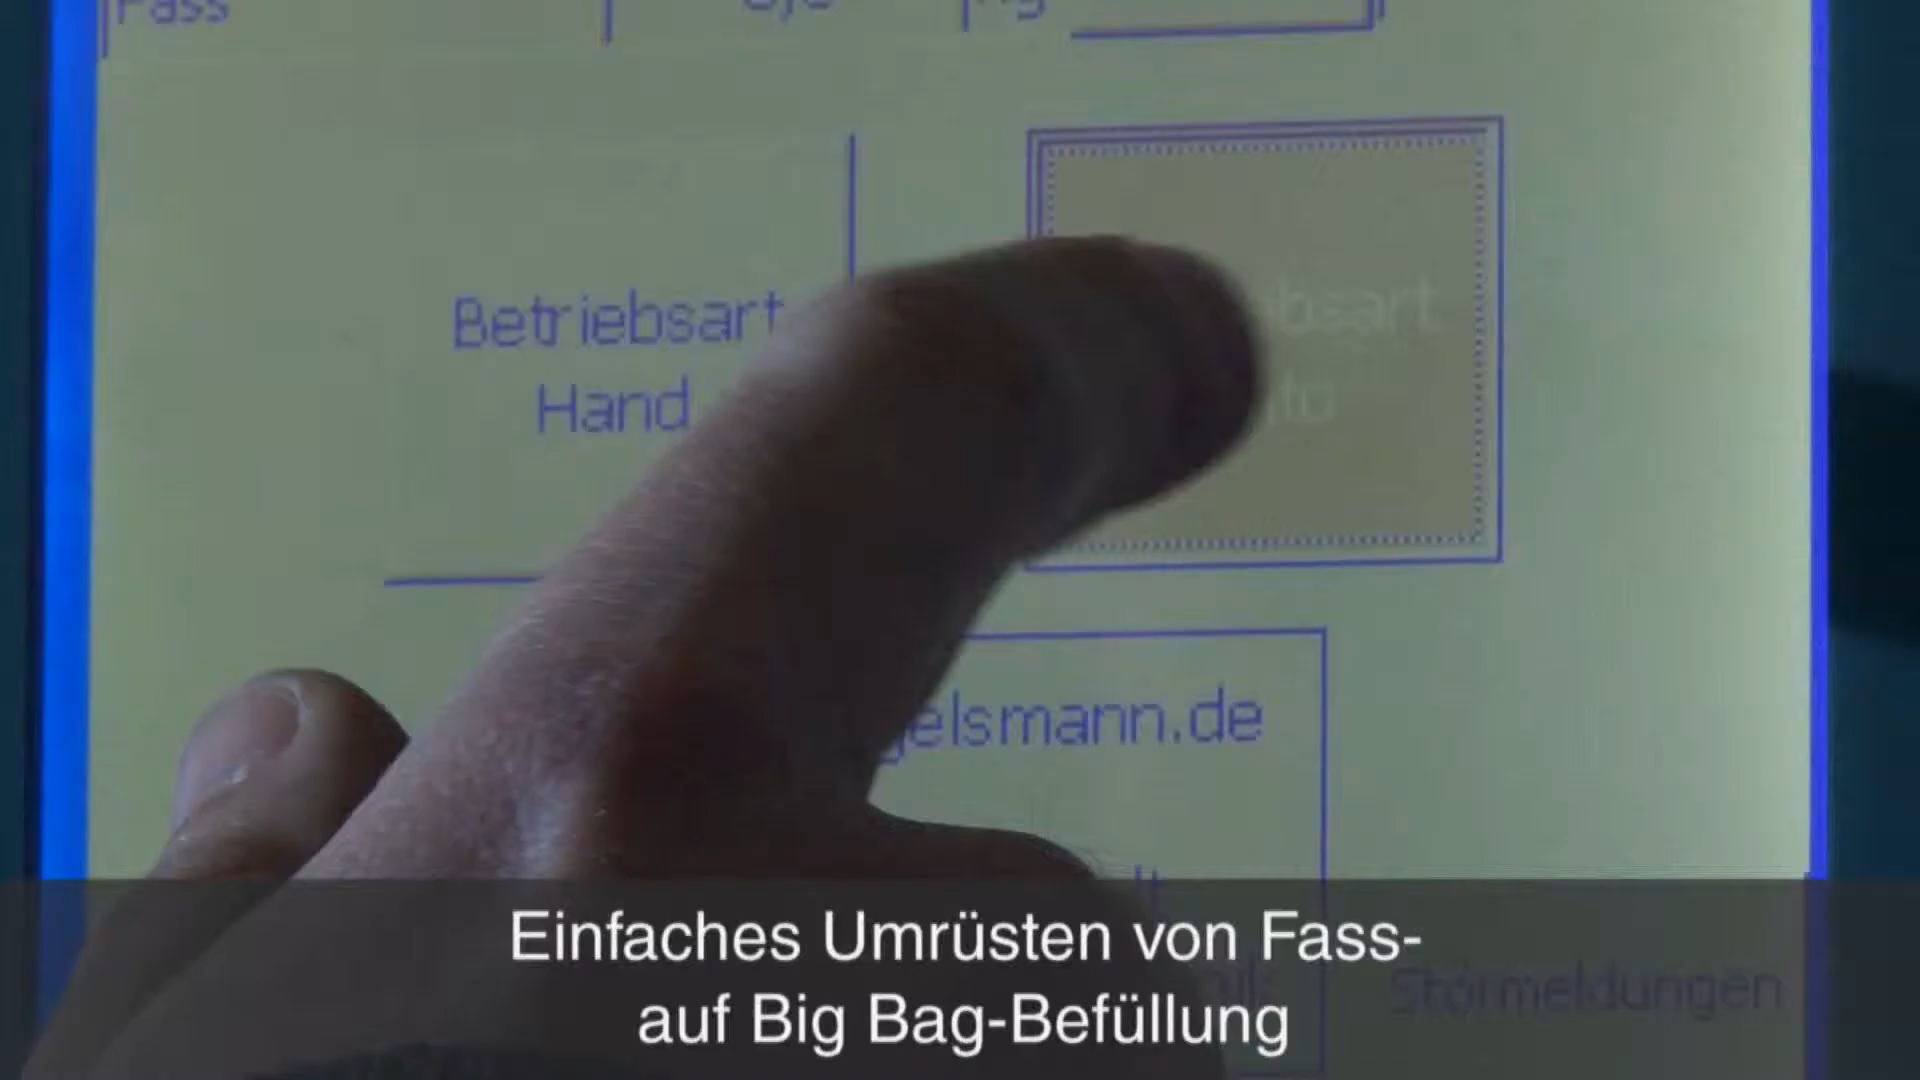 Fass
Betriebsart
Hand
gelsmann.de
Störmeldungen
Einfaches Umrüsten von Fass-
auf Big Bag-Befüllung